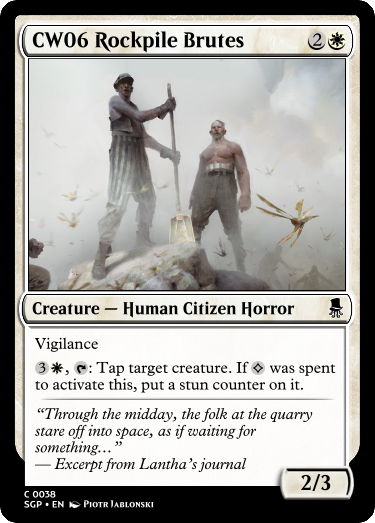 CW06 Rockpile Brutes 2
Creature — Human Citizen Horror
Vigilance
3, : Tap target creature. If was spent
to activate this, put a stun counter on it.
“Through the midday, the folk at the quarry
stare off into space, as if waiting for
something…”
— Excerpt from Lantha’s journal
2/3
C 0038
SGP • EN Piotr Jablonski